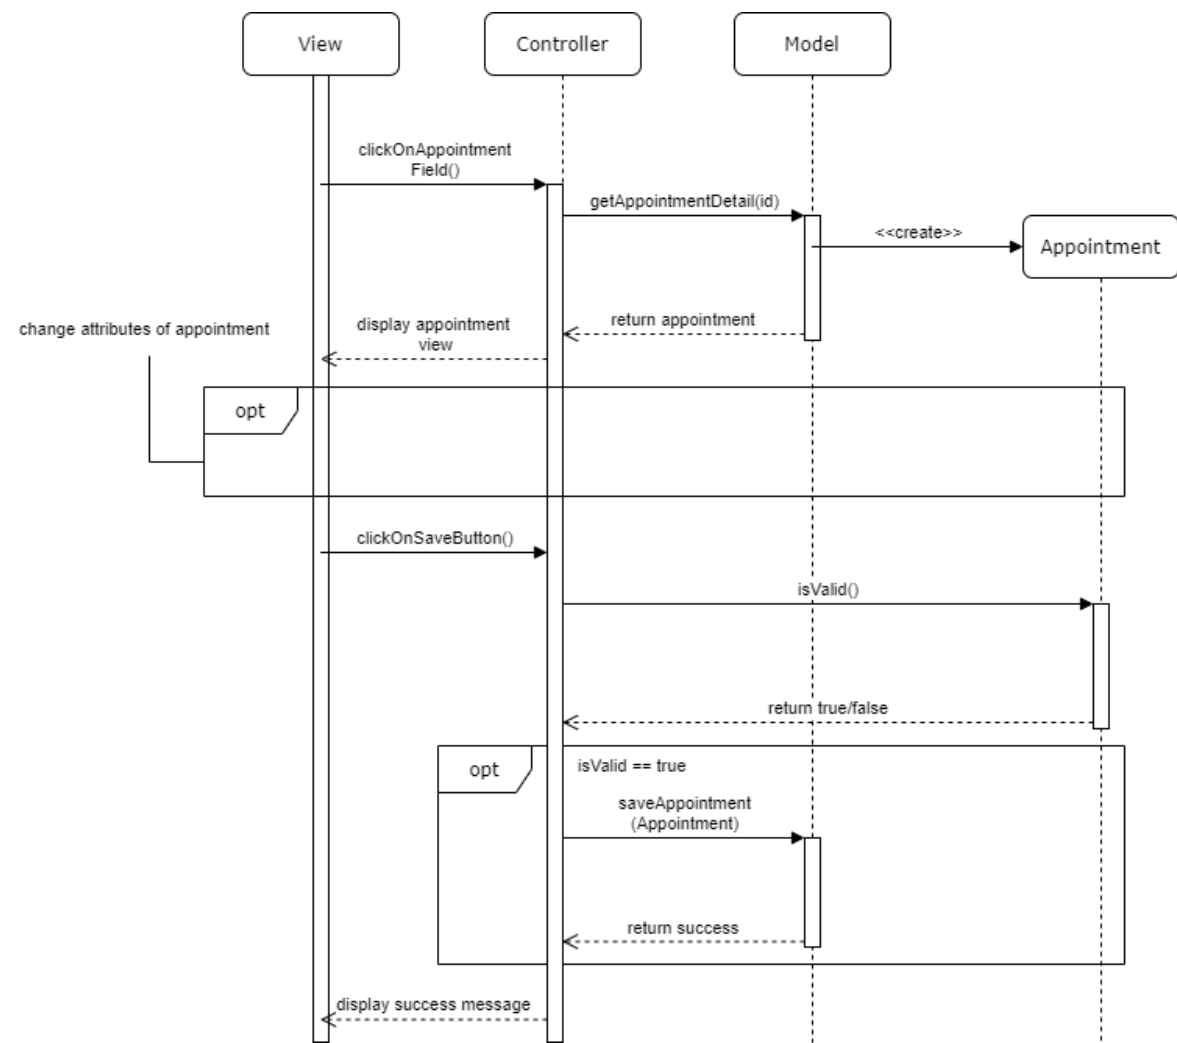 View
Controller
Model
clickOnAppointment
Field()
getAppointmentDetail(id)
<<create>>
Appointment
return appointment
change attributes of appointment
display appointment
view
opt
clickOnSaveButton()
isValid()
return true/false
opt
isValid == true
saveAppointment
(Appointment)
return success
display success message